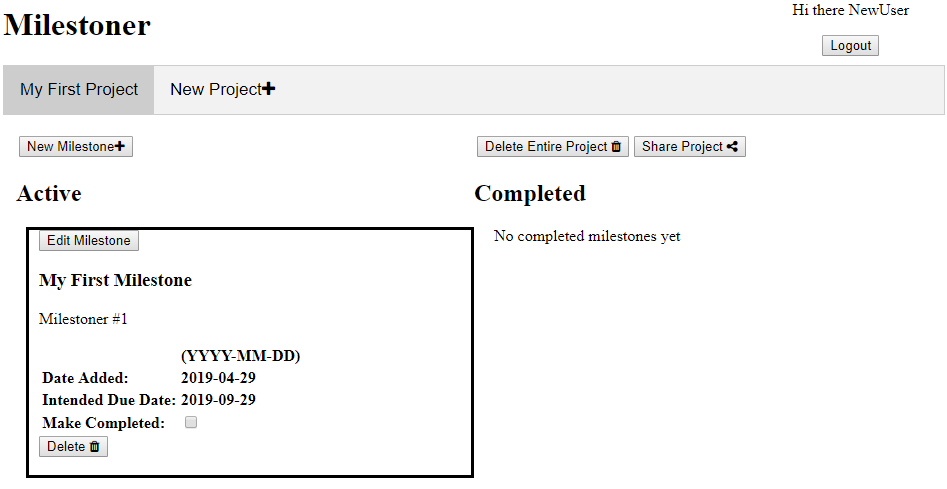 Milestoner
Hi there NewUser
Logout
My First Project New Project
New Milestone
Delete Entire Project Share Project
Active
Completed
Edit Milestone
No completed milestones yet
My First Milestone
Milestoner #1
(YYYY-MM-DD)
Date Added: 2019-04-29
Intended Due Date: 2019-09-29
Make Completed:
Delete